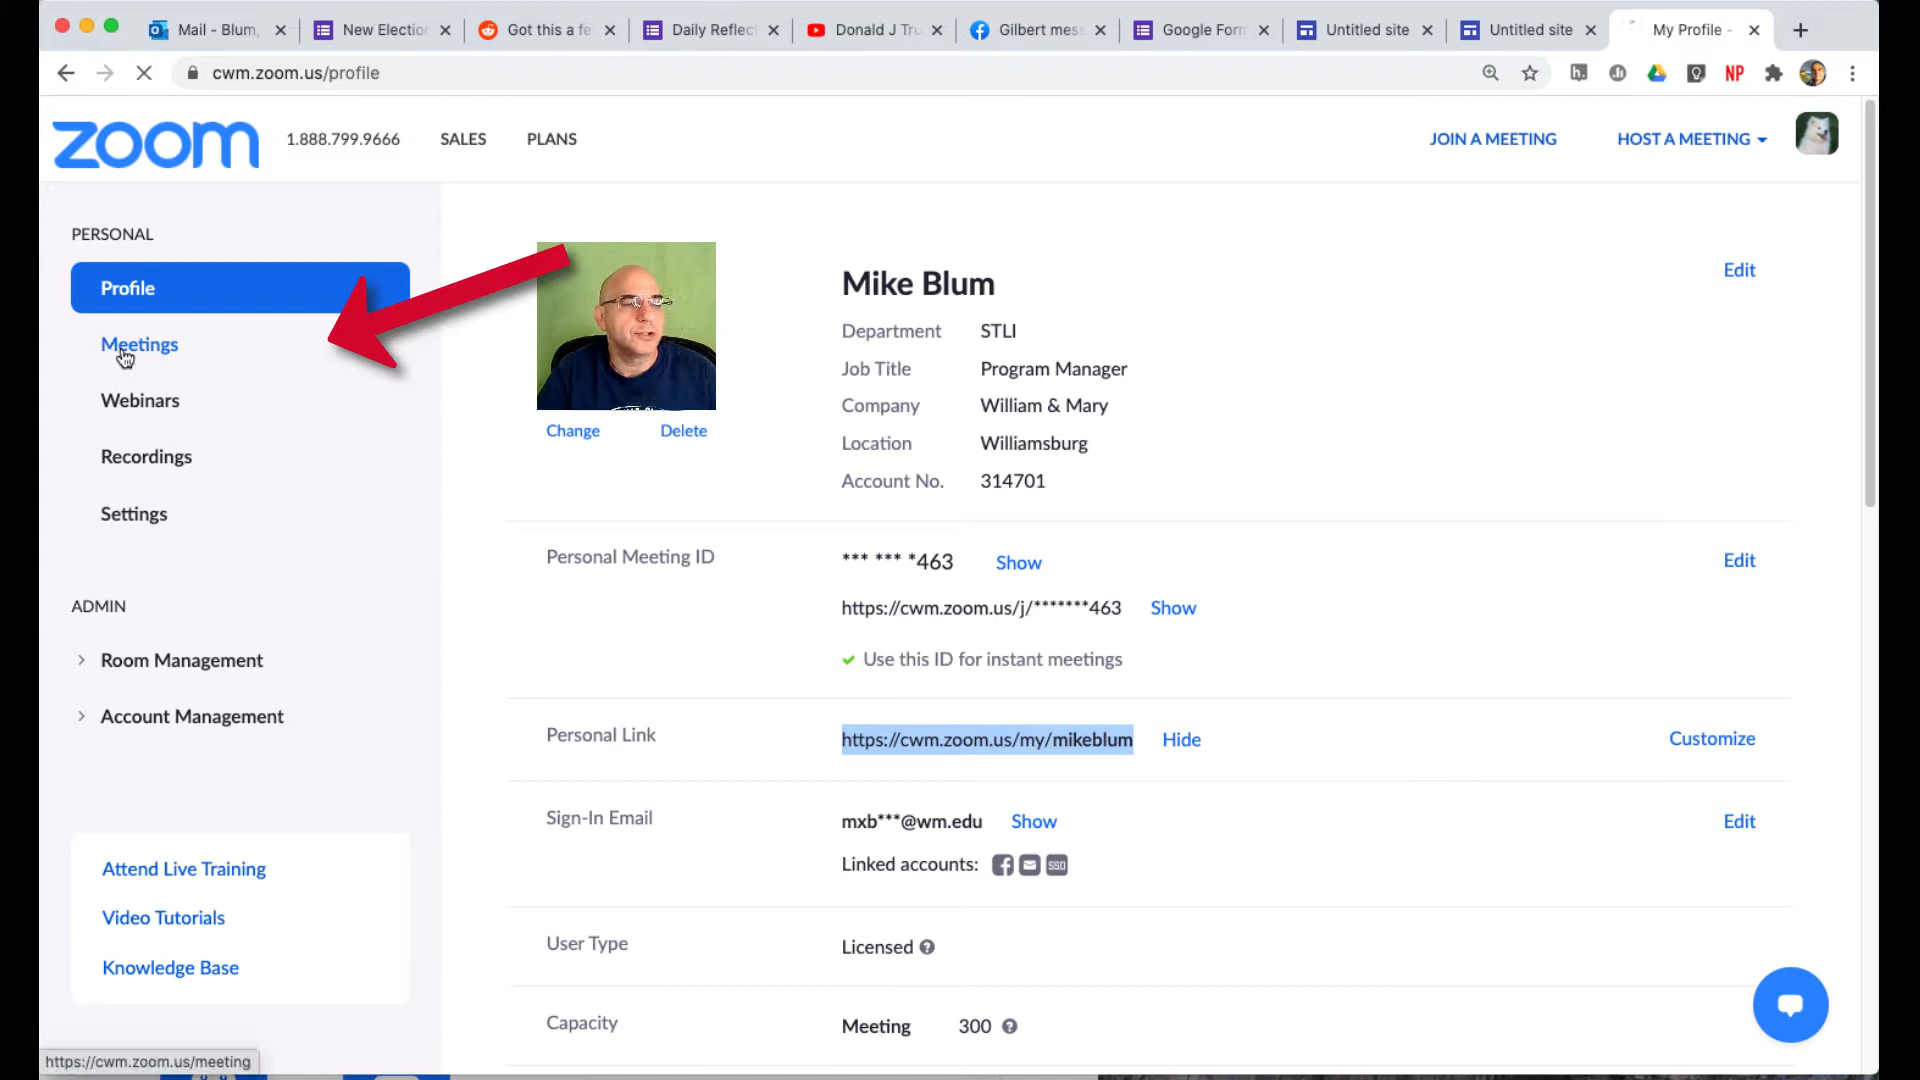 Mail - Blum,
New Election
Got this a fe
Daily Reflect
Donald J Tru
Gilbert mess
Google Form
Untitled site
Untitled site
My Profile -
cwm.zoom.us/profile
NP
zoom
1.888.799.9666
SALES
PLANS
JOIN A MEETING
HOST A MEETING
PERSONAL
Profile
Meetings
Webinars
Recordings
Settings
ADMIN
Room Management
Account Management
Attend Live Training
Video Tutorials
Knowledge Base
Change
Delete
Mike Blum
Edit
Department STLI
Job Title Program Manager
Company William & Mary
Location Williamsburg
Account No. 314701
Personal Meeting ID
*** *** *463 Show
Edit
https://cwm.zoom.us/j/*******463 Show
Use this ID for instant meetings
Personal Link
https://cwm.zoom.us/my/mikeblum Hide
Customize
Sign-In Email
mxb***@wm.edu Show
Edit
Linked accounts: SSO
User Type
Licensed
Capacity
Meeting 300
https://cwm.zoom.us/meeting